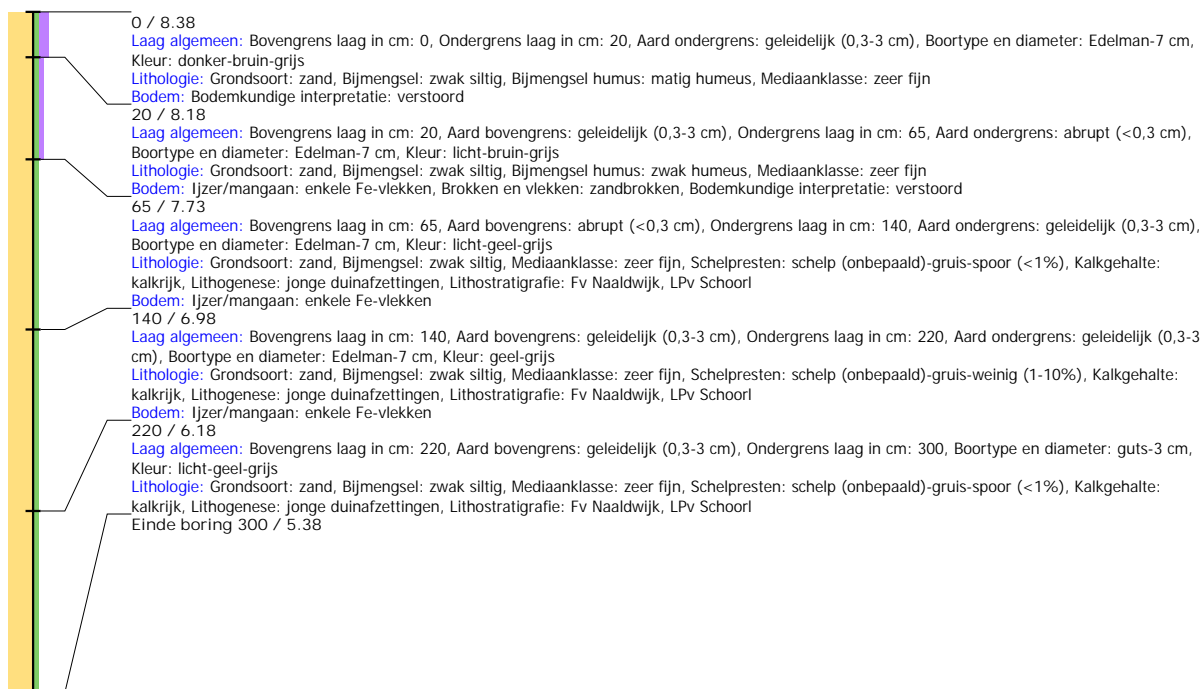 0 / 8.38
Laag algemeen: Bovengrens laag in cm: 0, Ondergrens laag in cm: 20, Aard ondergrens: geleidelijk (0,3-3 cm), Boortype en diameter: Edelman-7 cm,
Kleur: donker-bruin-grijs
Lithologie: Grondsoort: zand, Bijmengsel: zwak siltig, Bijmengsel humus: matig humeus, Mediaanklasse: zeer fijn
Bodem: Bodemkundige interpretatie: verstoord
20 / 8.18
Laag algemeen: Bovengrens laag in cm: 20, Aard bovengrens: geleidelijk (0,3-3 cm), Ondergrens laag in cm: 65, Aard ondergrens: abrupt (<0,3 cm),
Boortype en diameter: Edelman-7 cm, Kleur: licht-bruin-grijs
Lithologie: Grondsoort: zand, Bijmengsel: zwak siltig, Bijmengsel humus: zwak humeus, Mediaanklasse: zeer fijn
Bodem: Ijzer/mangaan: enkele Fe-vlekken, Brokken en vlekken: zandbrokken, Bodemkundige interpretatie: verstoord
65 / 7.73
Laag algemeen: Bovengrens laag in cm: 65, Aard bovengrens: abrupt (<0,3 cm), Ondergrens laag in cm: 140, Aard ondergrens: geleidelijk (0,3-3 cm),
Boortype en diameter: Edelman-7 cm, Kleur: licht-geel-grijs
Lithologie: Grondsoort: zand, Bijmengsel: zwak siltig, Mediaanklasse: zeer fijn, Schelpresten: schelp (onbepaald)-gruis-spoor (<1%), Kalkgehalte:
kalkrijk, Lithogenese: jonge duinafzettingen, Lithostratigrafie: Fv Naaldwijk, LPv Schoorl
Bodem: Ijzer/mangaan: enkele Fe-vlekken
140 / 6.98
Laag algemeen: Bovengrens laag in cm: 140, Aard bovengrens: geleidelijk (0,3-3 cm), Ondergrens laag in cm: 220, Aard ondergrens: geleidelijk (0,3-3
cm), Boortype en diameter: Edelman-7 cm, Kleur: geel-grijs
Lithologie: Grondsoort: zand, Bijmengsel: zwak siltig, Mediaanklasse: zeer fijn, Schelpresten: schelp (onbepaald)-gruis-weinig (1-10%), Kalkgehalte:
kalkrijk, Lithogenese: jonge duinafzettingen, Lithostratigrafie: Fv Naaldwijk, LPv Schoorl
Bodem: Ijzer/mangaan: enkele Fe-vlekken
220 / 6.18
Laag algemeen: Bovengrens laag in cm: 220, Aard bovengrens: geleidelijk (0,3-3 cm), Ondergrens laag in cm: 300, Boortype en diameter: guts-3 cm,
Kleur: licht-geel-grijs
Lithologie: Grondsoort: zand, Bijmengsel: zwak siltig, Mediaanklasse: zeer fijn, Schelpresten: schelp (onbepaald)-gruis-spoor (<1%), Kalkgehalte:
kalkrijk, Lithogenese: jonge duinafzettingen, Lithostratigrafie: Fv Naaldwijk, LPv Schoorl
Einde boring 300 / 5.38